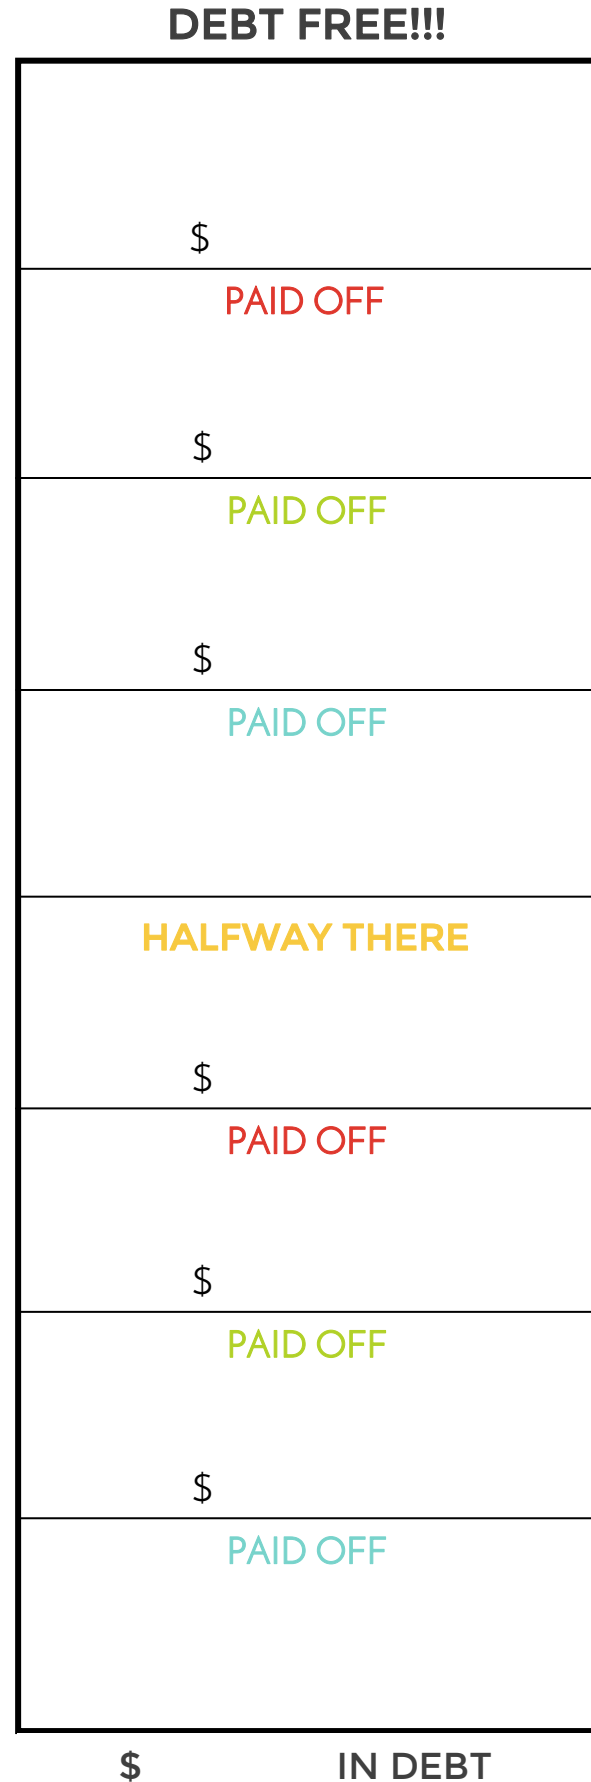 DEBT FREE!!!
$
PAID OFF
$
PAID OFF
$
PAID OFF
HALFWAY THERE
$
PAID OFF
$
PAID OFF
$
PAID OFF
$ IN DEBT